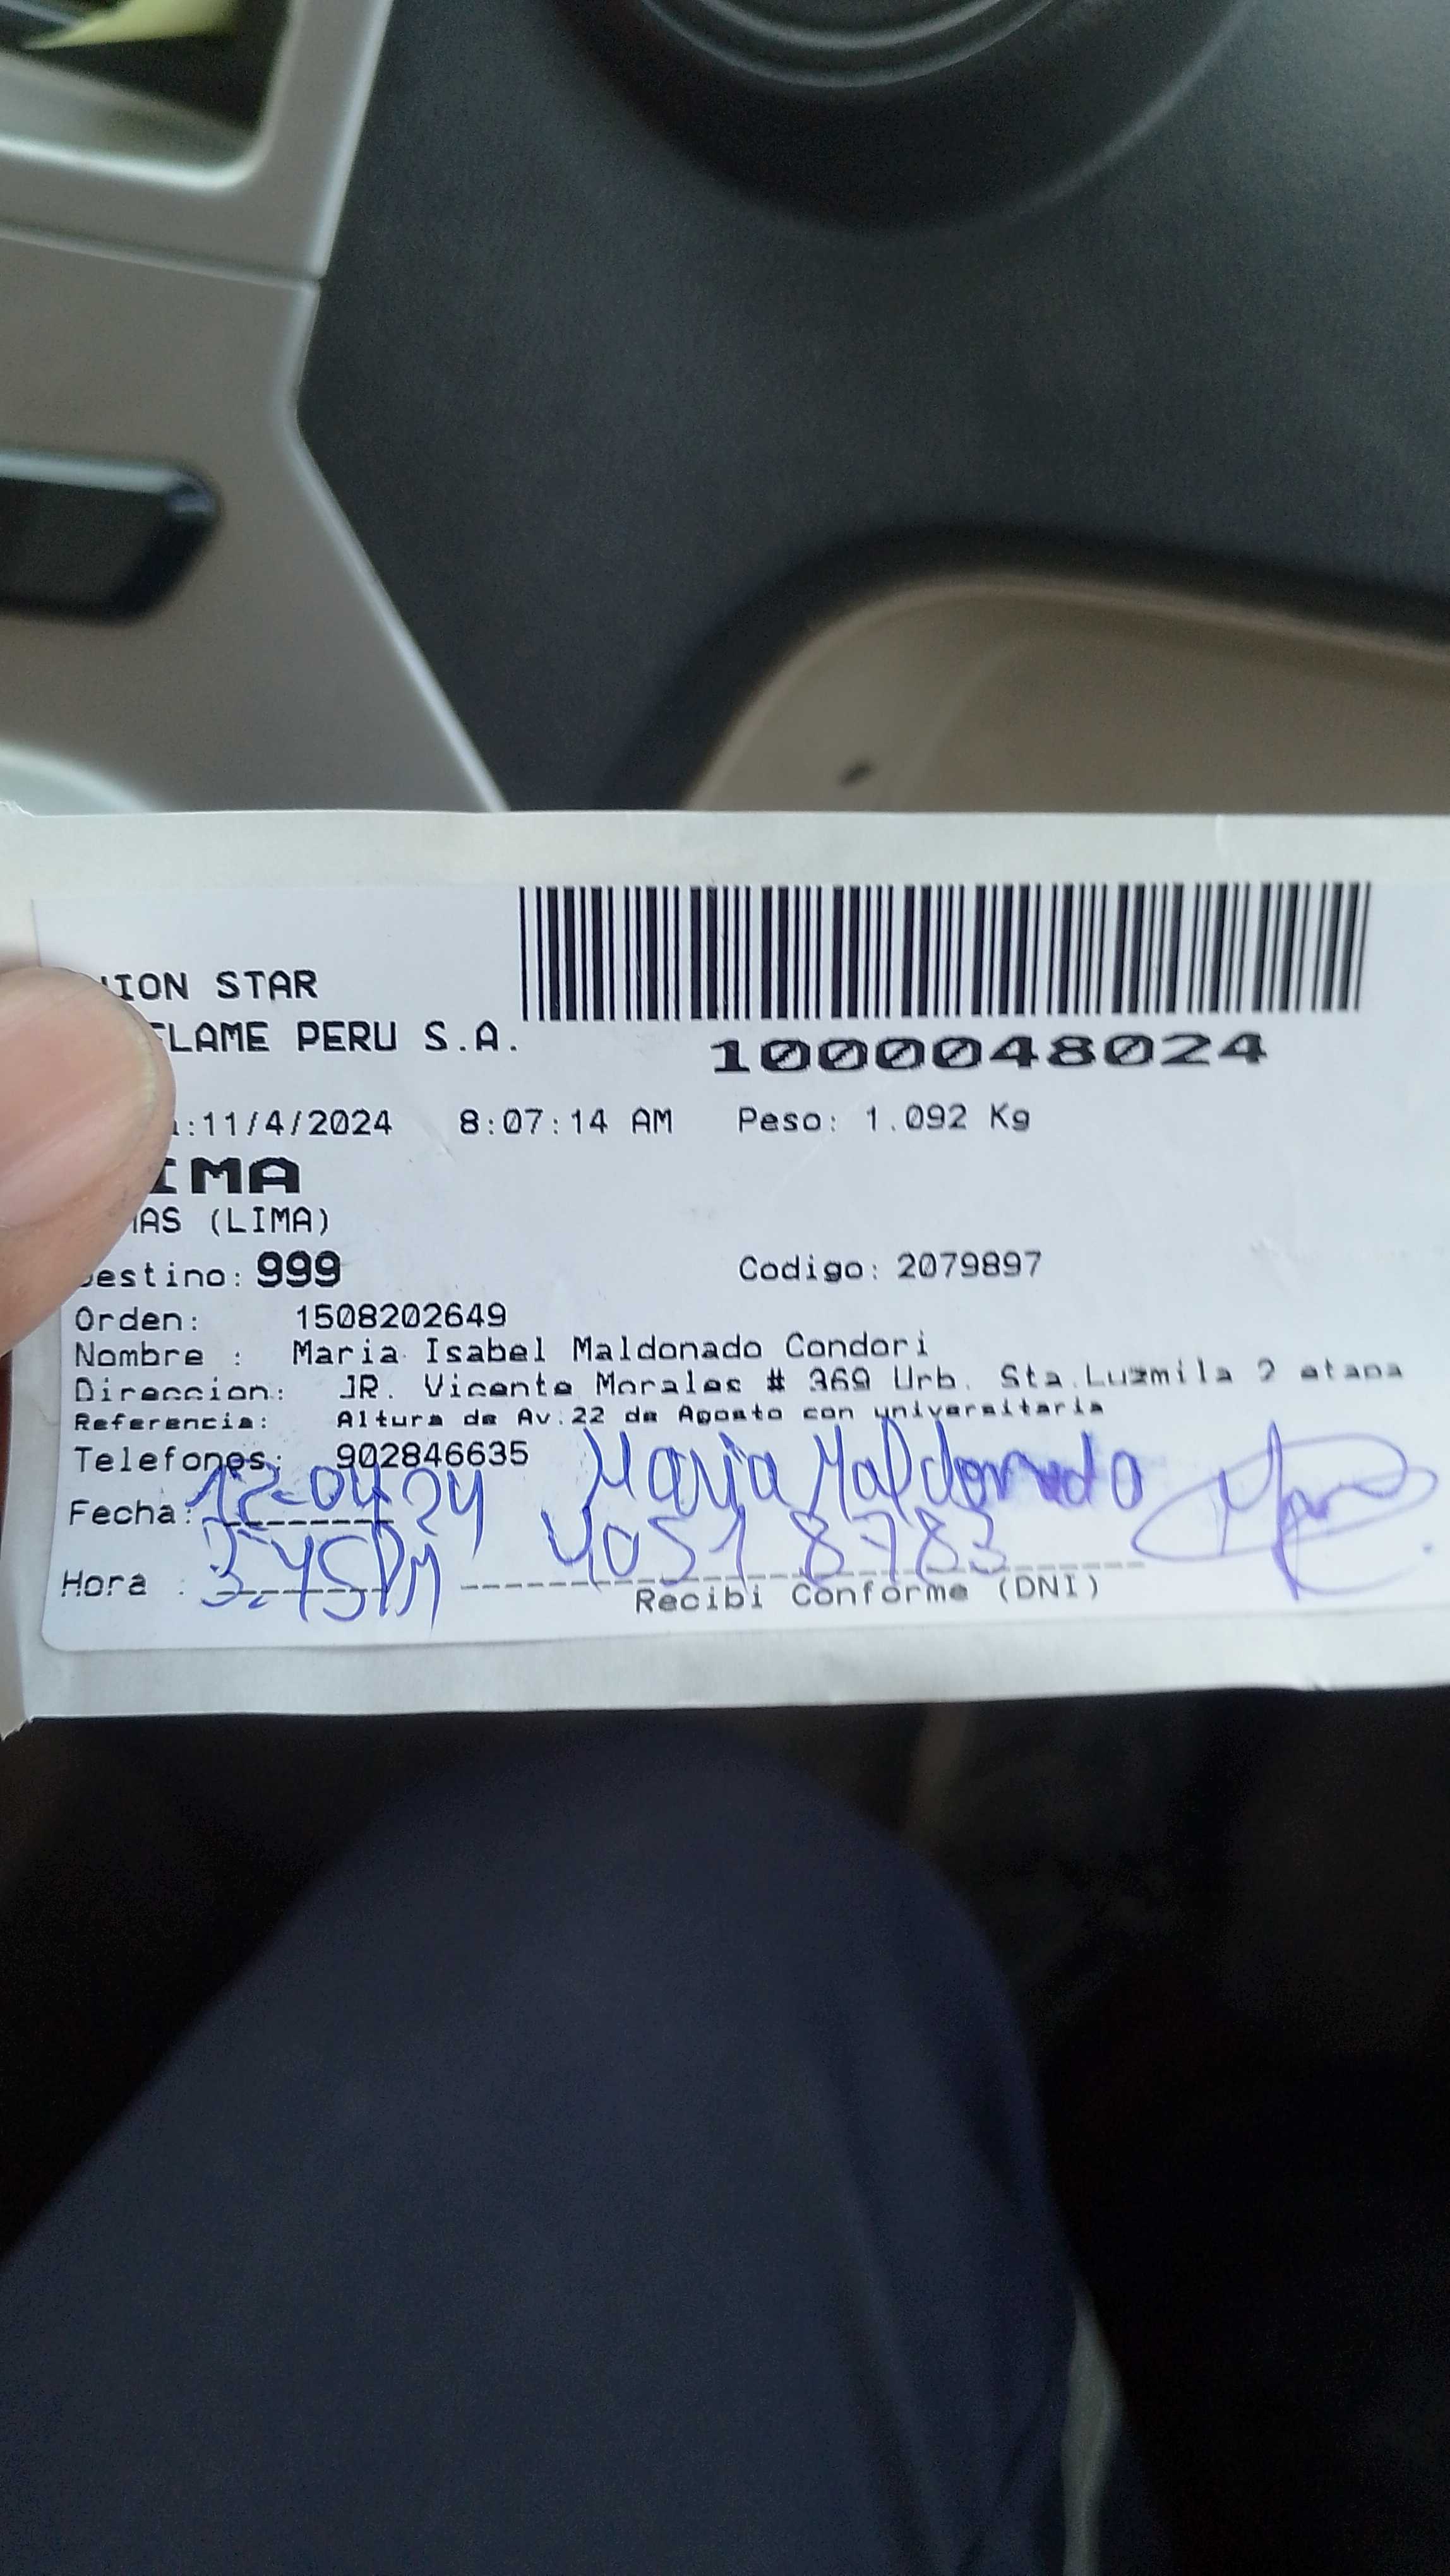 ION STAR
FLAME PERU S.A.
1000048024
:11/4/2024 8:07:14 AM Peso: 1.092 Kg
IMA
AS (LIMA)
estino: 999 Codigo: 2079897
Orden: 1508202649
Nombre : Maria Isabel Maldonado Condori
Direccion: JR. Vicente Morales # 369 Urb. Sta.Luzmila 2 etapa
Referencia: Altura de Av.22 de Agosto con universitaria
Telefonos: 902846635
Maria Maldonado
Fecha: 12-04-24
40518783
Hora : 3:45PM
Recibi Conforme (DNI)